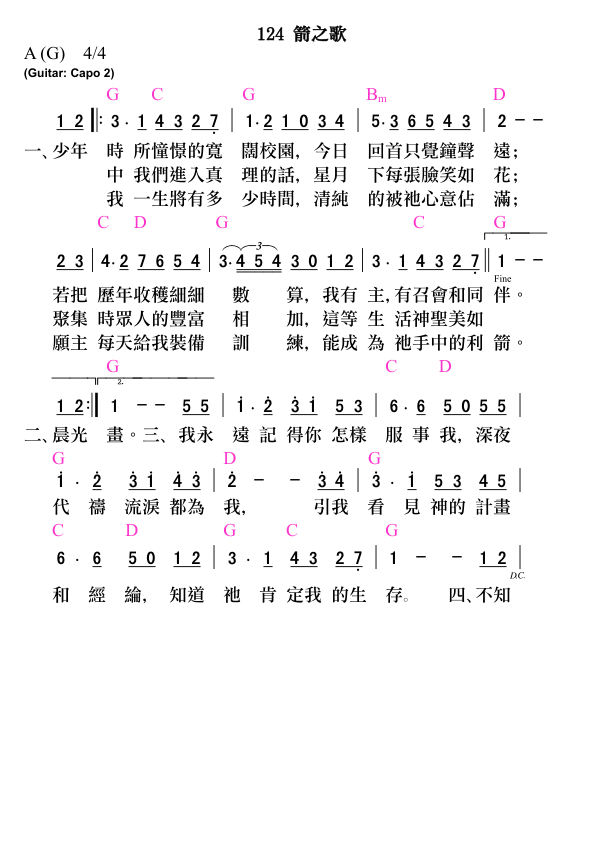 124 箭之歌
A (G) 4/4
(Guitar: Capo 2)
G C G Bm D
1 2 ‖: 3 · 1 4 3 2 7 | 1 · 2 1 0 3 4 | 5 · 3 6 5 4 3 | 2 - -
一、少年 時 所憧憬的寬 闊校園, 今日 回首只覺鐘聲 遠;
中 我們進入真 理的話, 星月 下每張臉笑如 花;
我 一生將有多 少時間, 清純 的被祂心意佔 滿;
C D G C G
1.
2 3 | 4 · 2 7 6 5 4 | 3 · 4 5 4 3 0 1 2 | 3 · 1 4 3 2 7 ‖ 1 - -
3
Fine
若把 歷年收穫細細 數 算, 我有 主, 有召會和同 伴。
聚集 時眾人的豐富 相 加, 這等 生 活神聖美如
願主 每天給我裝備 訓 練, 能成 為 祂手中的利 箭。
G C D
2.
1 2 :‖ 1 - - 5 5 | 1 · 2 3 1 5 3 | 6 · 6 5 0 5 5 |
二、晨光 畫。三、我永 遠 記 得你 怎樣 服 事 我, 深夜
G D G
1 · 2 3 1 4 3 | 2 - - 3 4 | 3 · 1 5 3 4 5 |
代 禱 流淚 都為 我, 引我 看 見 神的 計畫
C D G C G
6 · 6 5 0 1 2 | 3 · 1 4 3 2 7 | 1 - - 1 2 |
D.C.
和 經 綸, 知道 祂 肯 定我 的生 存。 四、不知